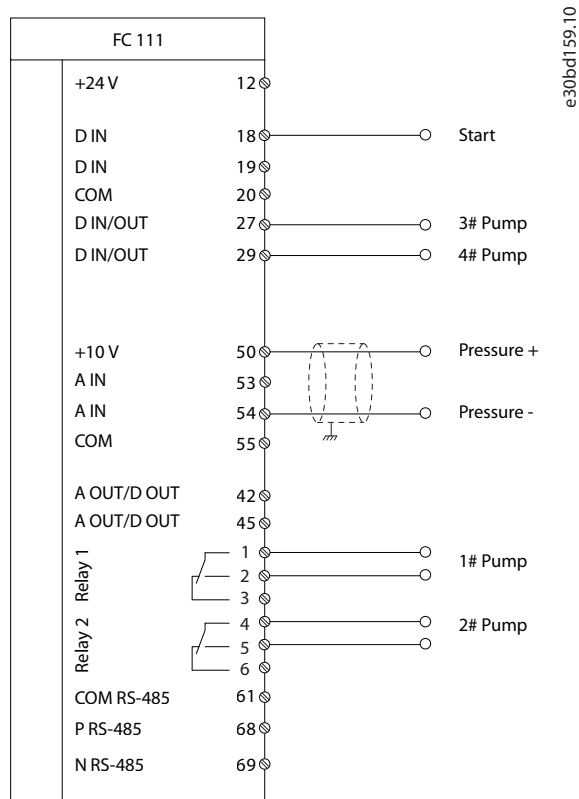 e30bd159.10
FC 111
+24 V 12
D IN 18 Start
D IN 19
COM 20
D IN/OUT 27 3# Pump
D IN/OUT 29 4# Pump
+10 V 50 Pressure +
A IN 53
A IN 54 Pressure -
COM 55
A OUT/D OUT 42
A OUT/D OUT 45
Relay 1
1
2
3
1# Pump
Relay 2
4
5
6
2# Pump
COM RS-485 61
P RS-485 68
N RS-485 69